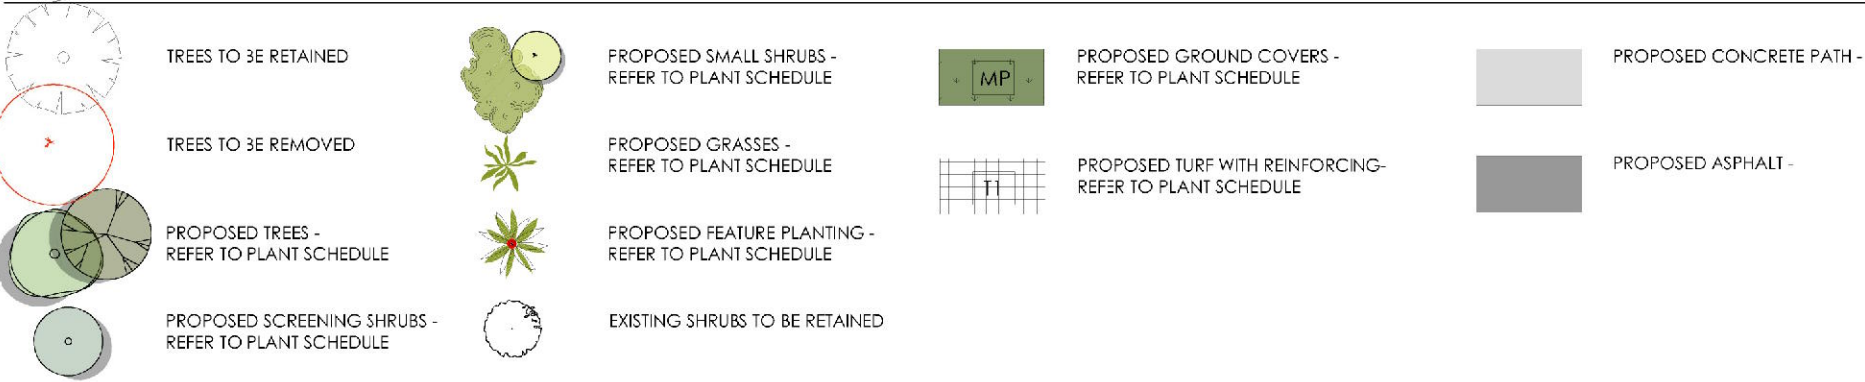 TREES TO BE RETAINED
TREES TO BE REMOVED
PROPOSED TREES -
REFER TO PLANT SCHEDULE
PROPOSED SCREENING SHRUBS -
REFER TO PLANT SCHEDULE
PROPOSED SMALL SHRUBS -
REFER TO PLANT SCHEDULE
PROPOSED GRASSES -
REFER TO PLANT SCHEDULE
PROPOSED FEATURE PLANTING -
REFER TO PLANT SCHEDULE
EXISTING SHRUBS TO BE RETAINED
MP
PROPOSED GROUND COVERS -
REFER TO PLANT SCHEDULE
T1
PROPOSED TURF WITH REINFORCING-
REFER TO PLANT SCHEDULE
PROPOSED CONCRETE PATH -
PROPOSED ASPHALT -